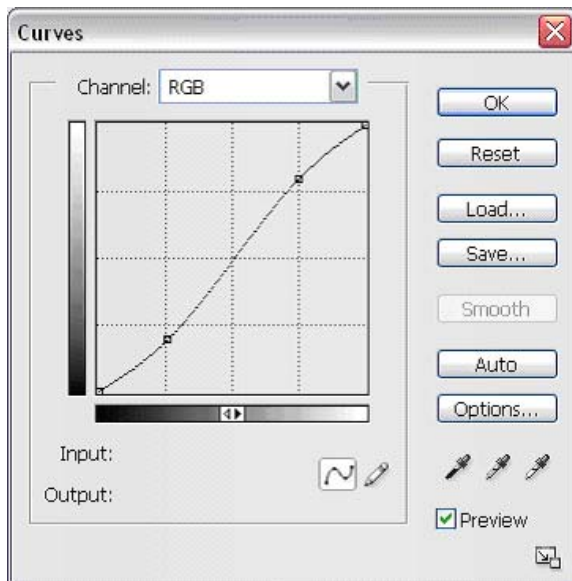 Curves
Channel: RGB
OK
Reset
Load...
Save...
Smooth
Auto
Options...
Input:
Output:
Preview